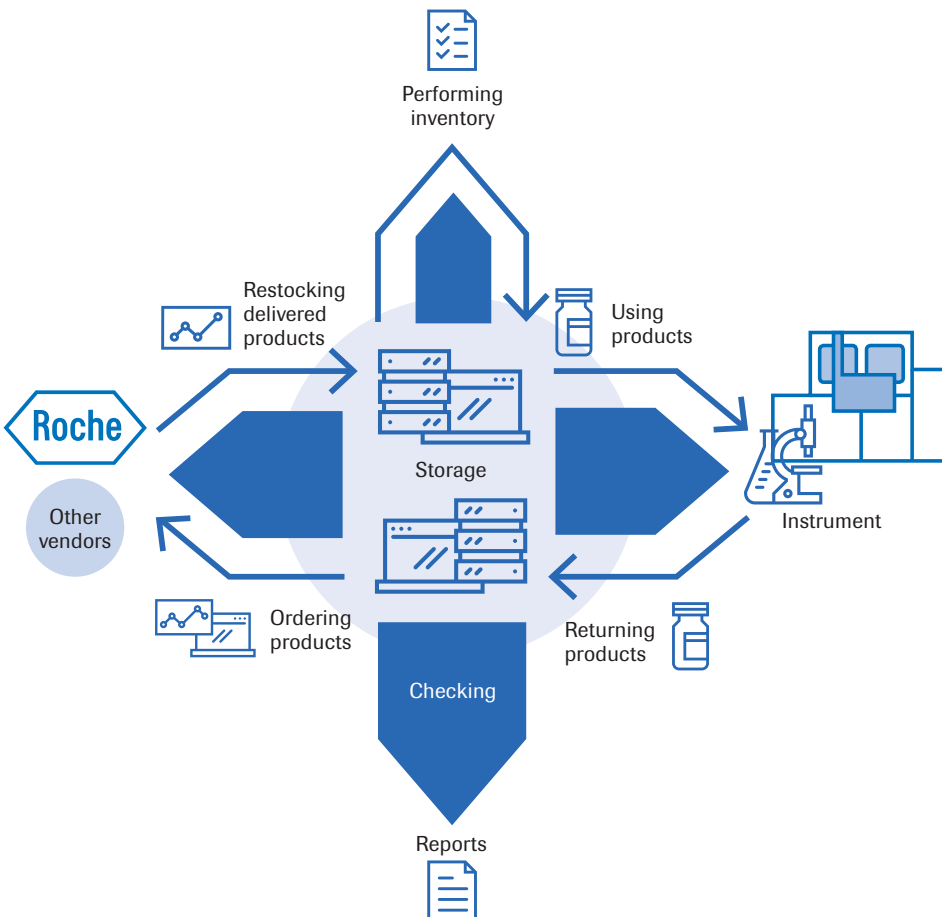 Performing
inventory
Restocking
delivered
products
Using
products
Roche
Storage
Other
vendors
Instrument
Ordering
products
Returning
products
Checking
Reports